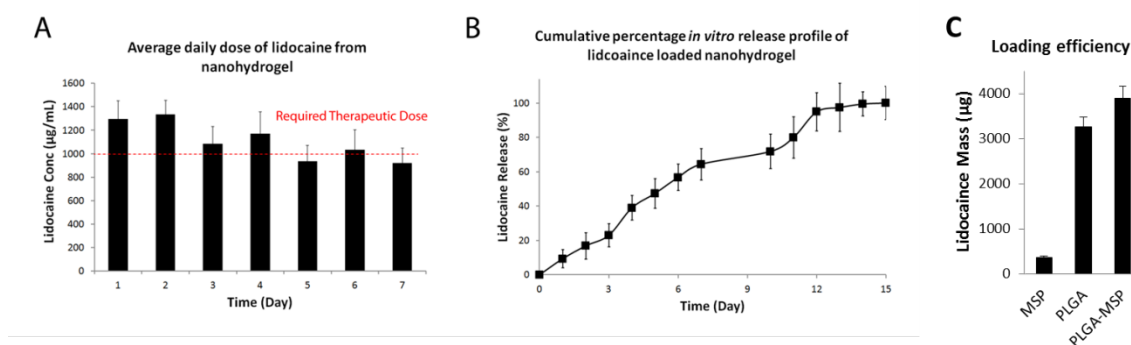 A
Average daily dose of lidocaine from
nanohydrogel
Lidocaine Conc (µg/mL)
1600
1400
1200
1000
800
600
400
200
0
Required Therapeutic Dose
1 2 3 4 5 6 7
Time (Day)
B
Cumulative percentage in vitro release profile of
lidcoaince loaded nanohydrogel
Lidocaine Release (%)
100
80
60
40
20
0
0 3 6 9 12 15
Time (Day)
C
Loading efficiency
Lidocaince Mass (µg)
4000
3000
2000
1000
0
MSP
PLGA
PLGA-MSP